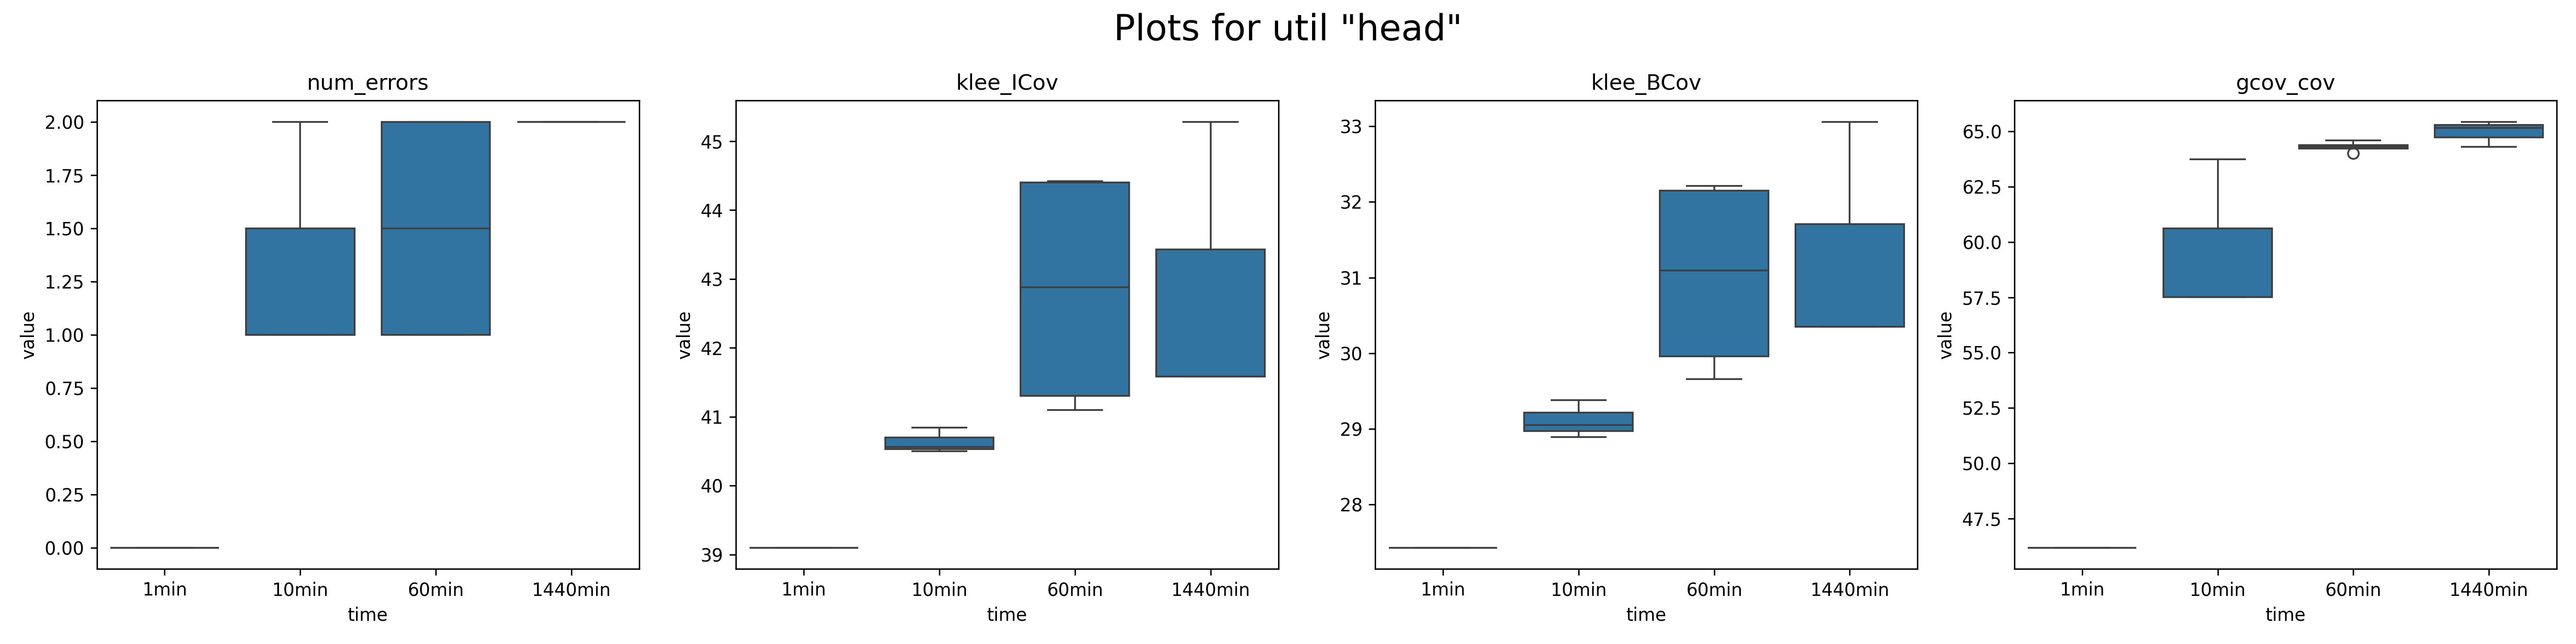 Plots for util "head"
num_errors
value
2.00
1.75
1.50
1.25
1.00
0.75
0.50
0.25
0.00
1min 10min 60min 1440min
time
klee_ICov
value
45
44
43
42
41
40
39
1min 10min 60min 1440min
time
klee_BCov
value
33
32
31
30
29
28
1min 10min 60min 1440min
time
gcov_cov
value
65.0
62.5
60.0
57.5
55.0
52.5
50.0
47.5
1min 10min 60min 1440min
time